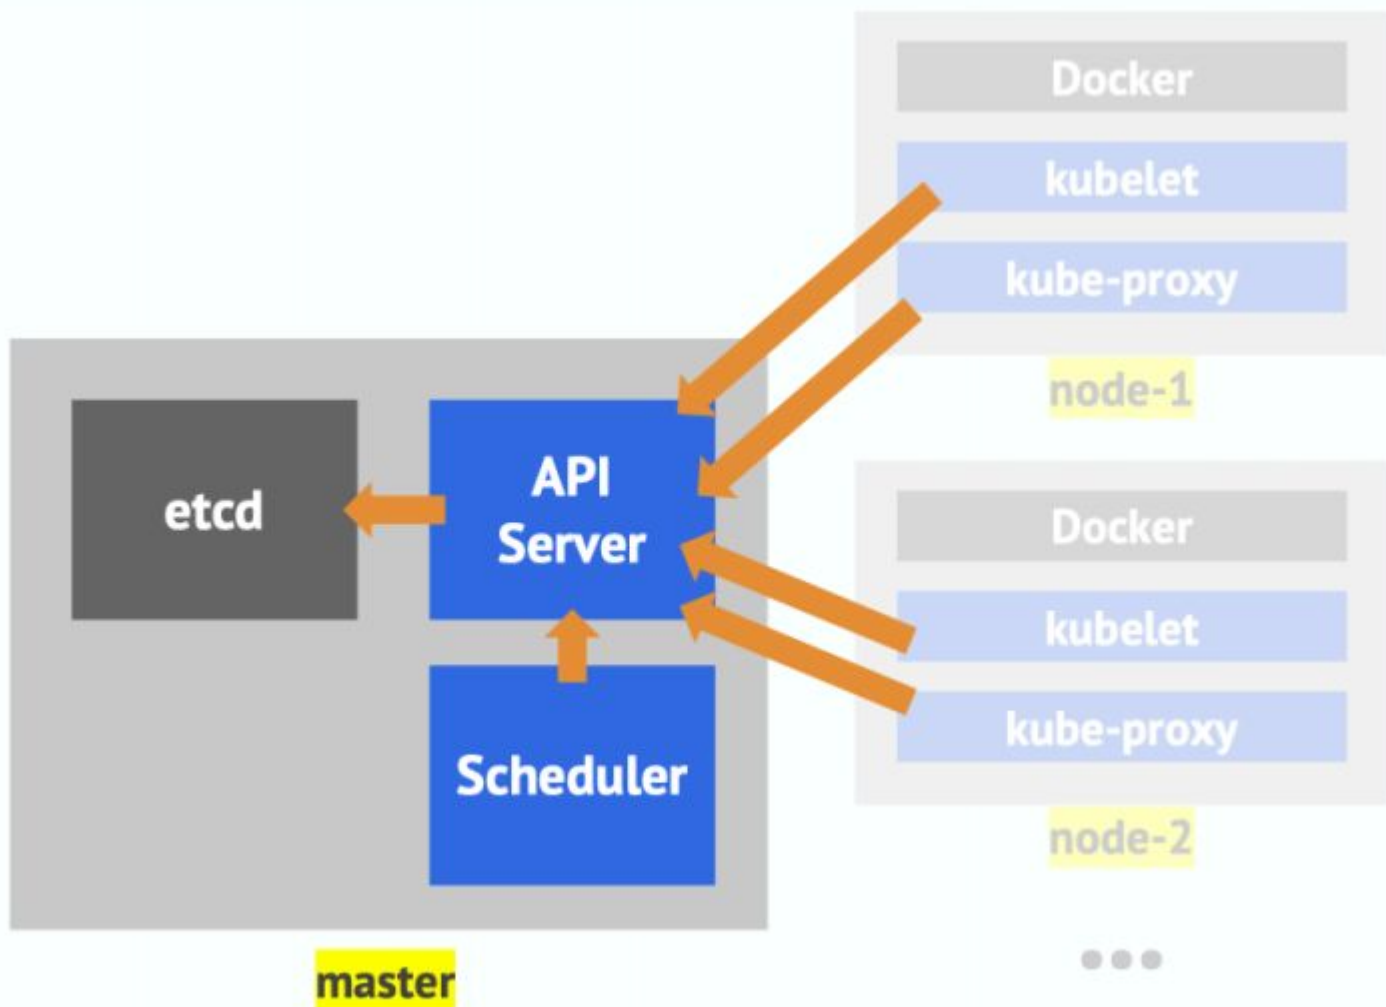 Docker
kubelet
kube-proxy
node-1
etcd
API
Server
Scheduler
master
Docker
kubelet
kube-proxy
node-2